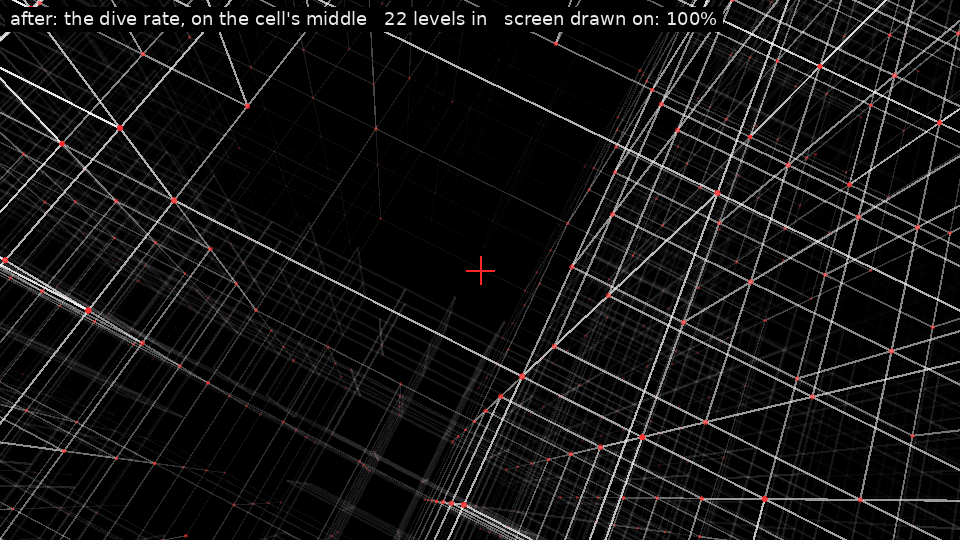 after: the dive rate, on the cell's middle   22 levels in   screen drawn on: 100%